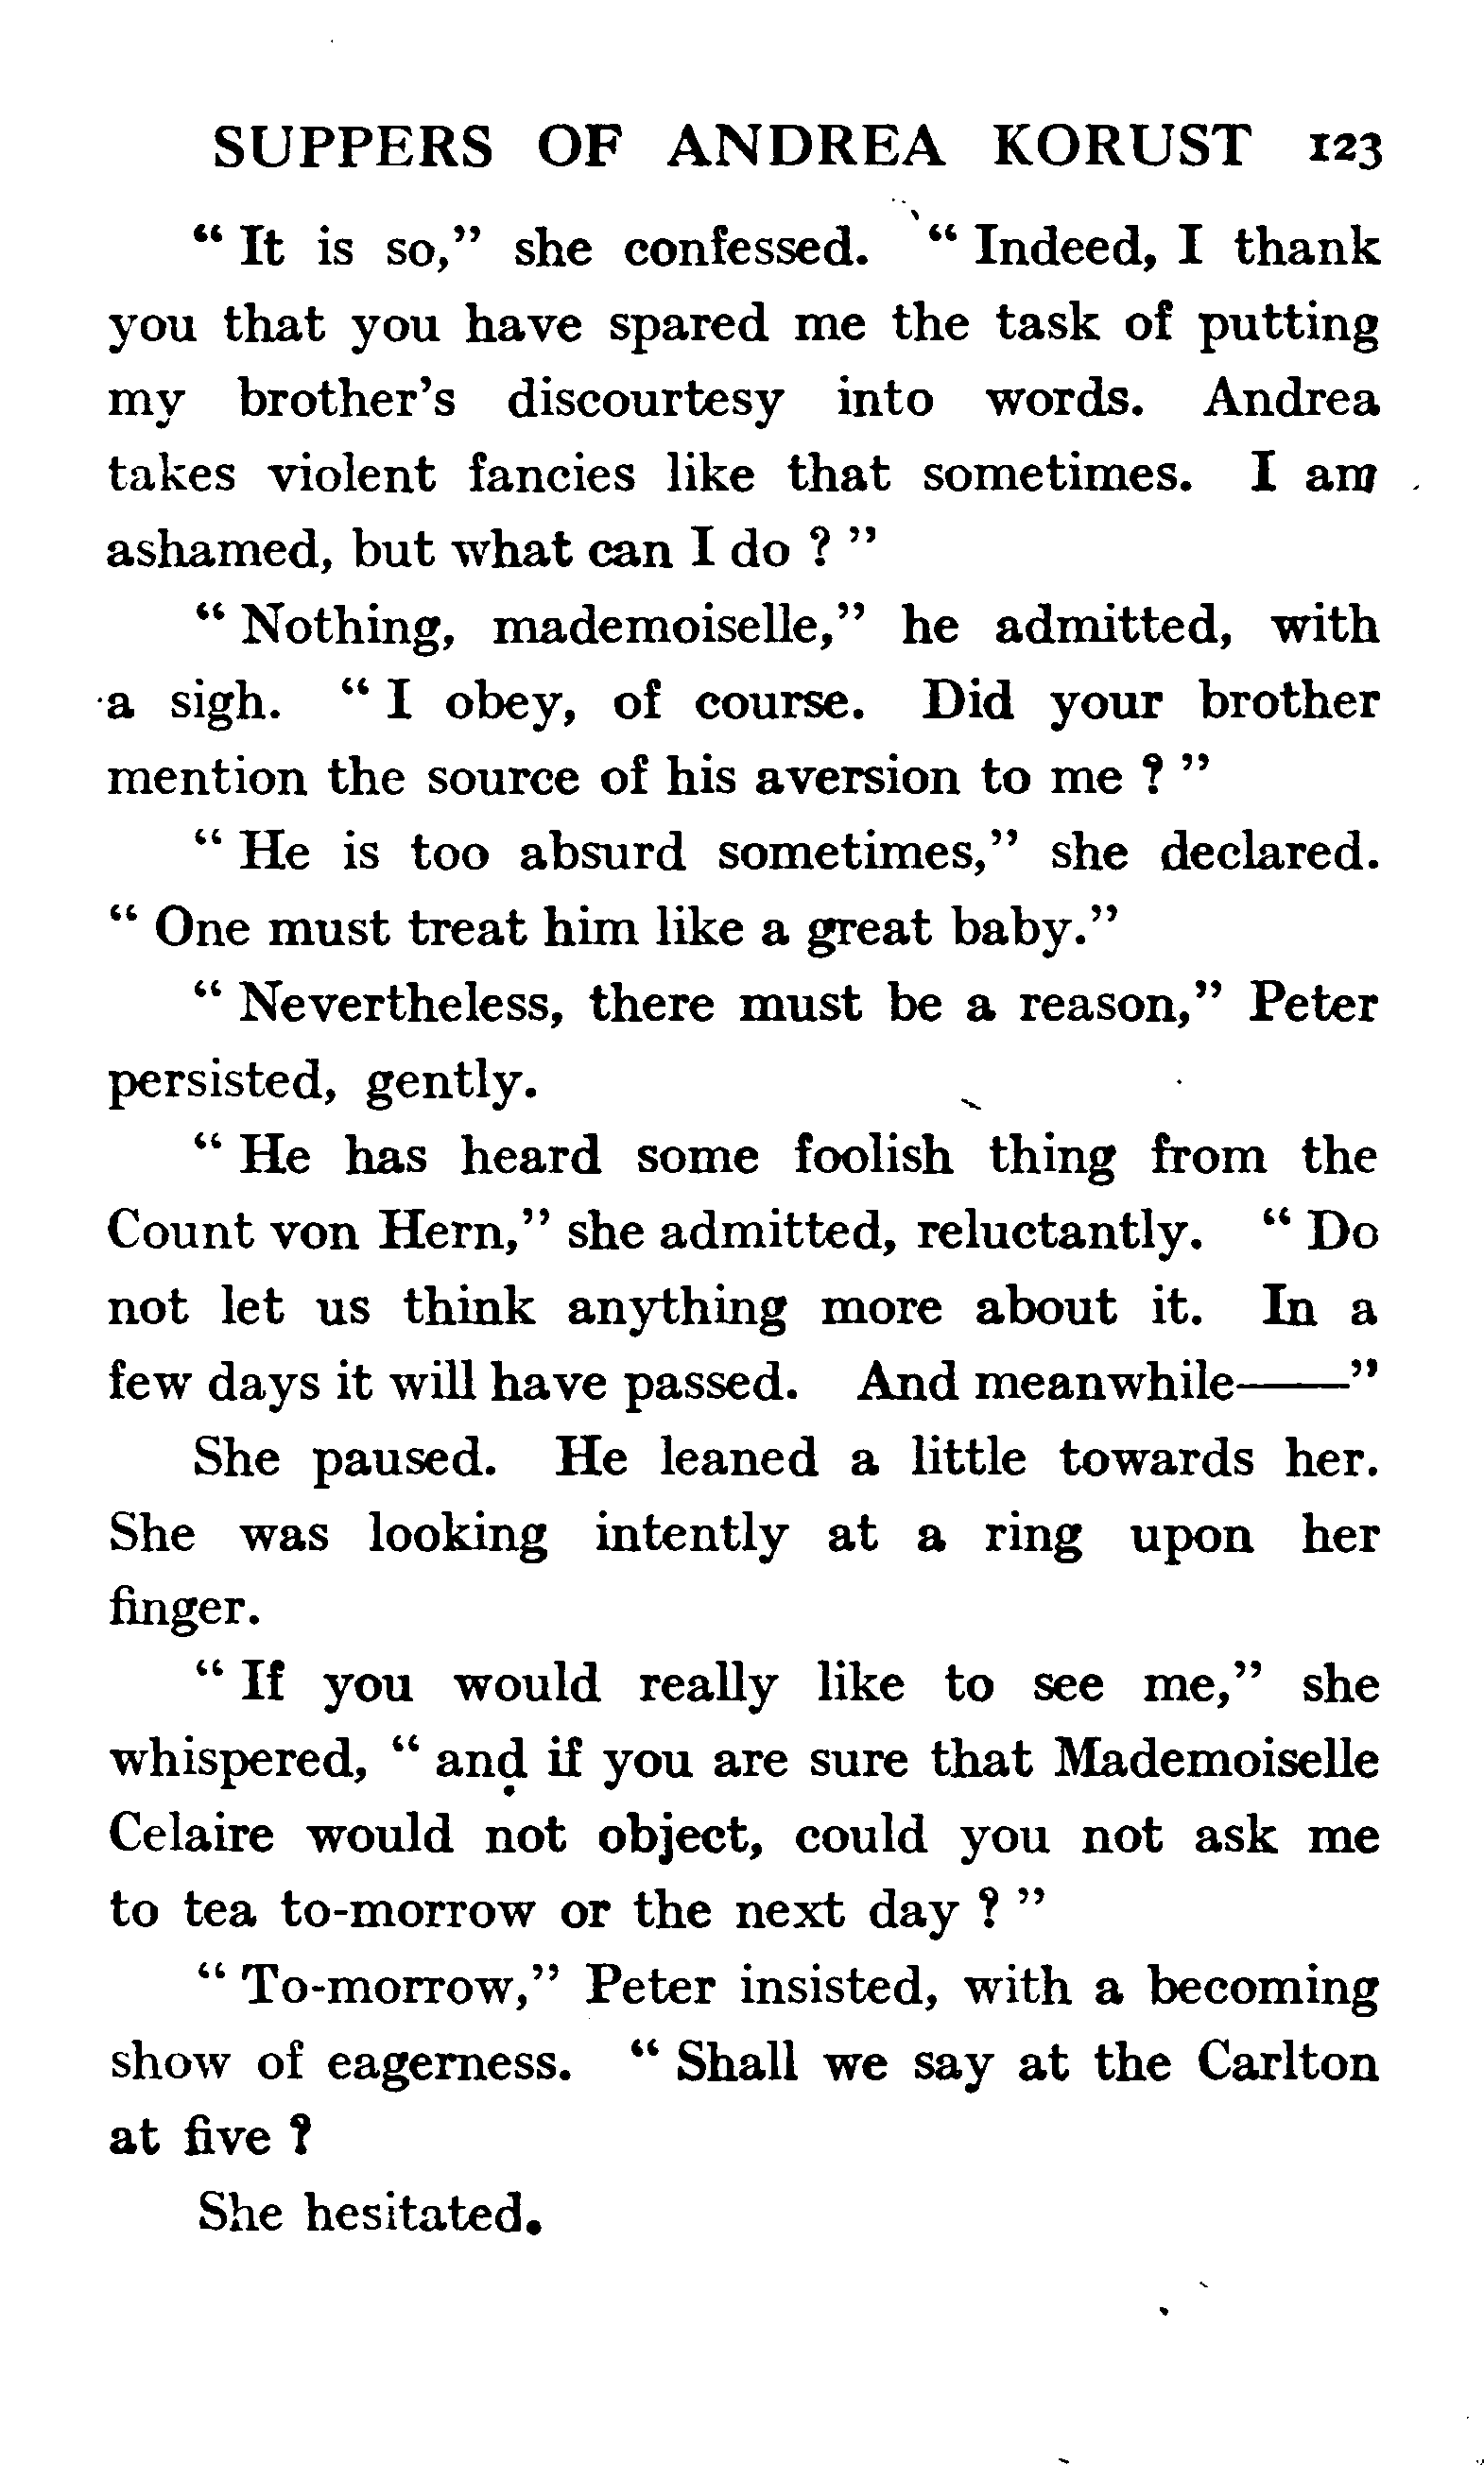 SUPPERS OF ANDREA KORUST 123
“ It is so,” she confessed. “ Indeed, I thank
you that you have spared me the task of putting
my brother’s discourtesy into words. Andrea
takes violent fancies like that sometimes. I am
ashamed, but what can I do ? ”
“ Nothing, mademoiselle,” he admitted, with
a sigh. “ I obey, of course. Did your brother
mention the source of his aversion to me ? ”
“ He is too absurd sometimes,” she declared.
“ One must treat him like a great baby.”
“ Nevertheless, there must be a reason,” Peter
persisted, gently.
“ He has heard some foolish thing from the
Count von Hern,” she admitted, reluctantly. “ Do
not let us think anything more about it. In a
few days it will have passed. And meanwhile——”
She paused. He leaned a little towards her.
She was looking intently at a ring upon her
finger.
“ If you would really like to see me,” she
whispered, “ and if you are sure that Mademoiselle
Celaire would not object, could you not ask me
to tea to-morrow or the next day ? ”
“ To-morrow,” Peter insisted, with a becoming
show of eagerness. “ Shall we say at the Carlton
at five ?
She hesitated.